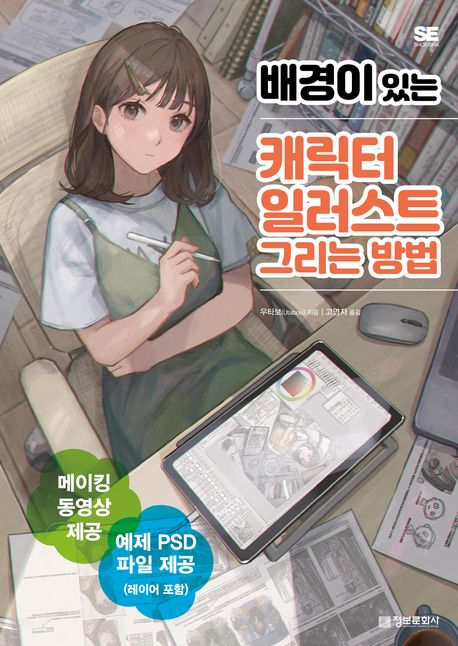 SE
SHOEISHA
배경이 있는
캐릭터
일러스트
그리는 방법
우타보(Utabou) 지음 | 고영자 옮김
메이킹
동영상
제공
예제 PSD
파일 제공
(레이어 포함)
정보문화사